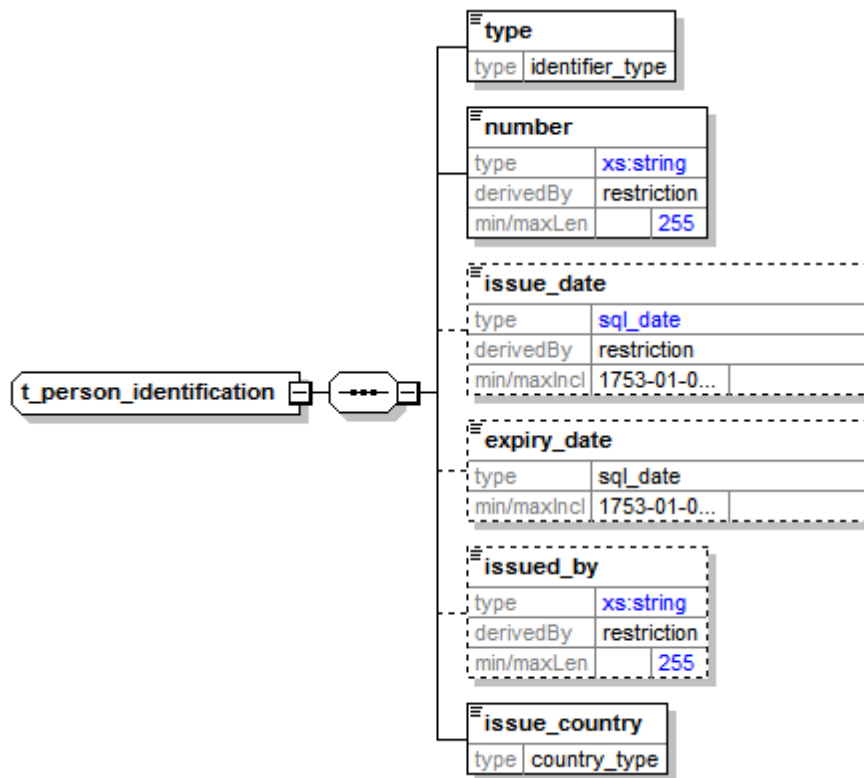 type
type identifier_type
number
type xs:string
derivedBy restriction
min/maxLen 255
issue_date
type sql_date
derivedBy restriction
min/maxIncl 1753-01-0...
t_person_identification
expiry_date
type sql_date
min/maxIncl 1753-01-0...
issued_by
type xs:string
derivedBy restriction
min/maxLen 255
issue_country
type country_type